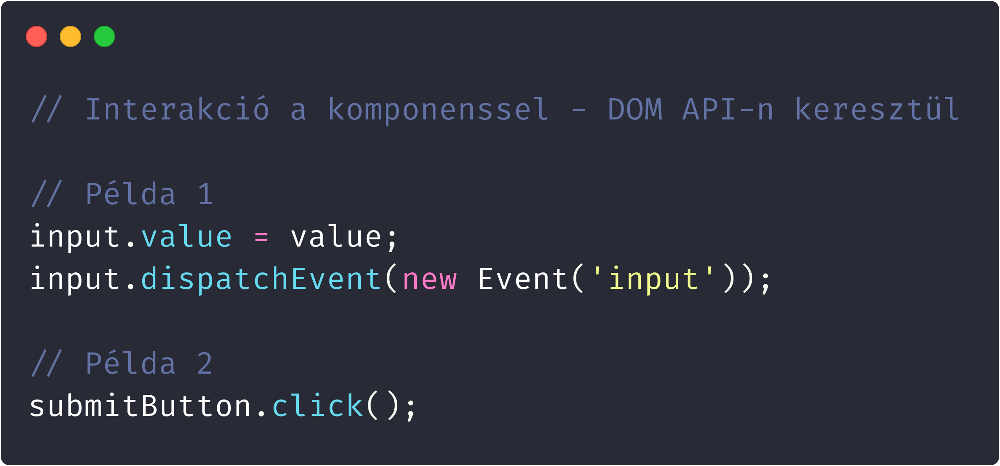 // Interakció a komponenssel - DOM API-n keresztül
// Példa 1
input.value = value;
input.dispatchEvent(new Event('input'));
// Példa 2
submitButton.click();